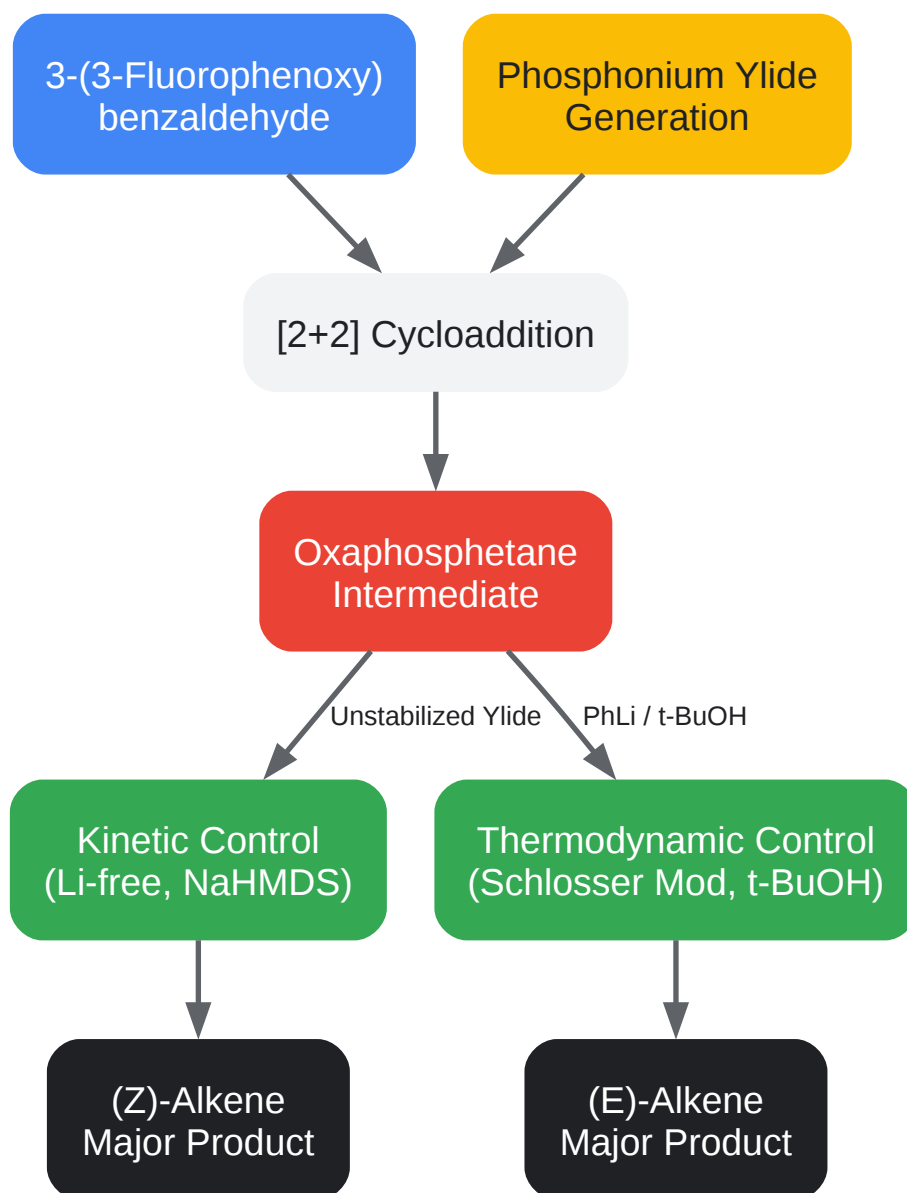 3-(3-Fluorophenoxy)
benzaldehyde
Phosphonium Ylide
Generation
[2+2] Cycloaddition
Oxaphosphetane
Intermediate
Unstabilized Ylide
PhLi / t-BuOH
Kinetic Control
(Li-free, NaHMDS)
Thermodynamic Control
(Schlosser Mod, t-BuOH)
(Z)-Alkene
Major Product
(E)-Alkene
Major Product